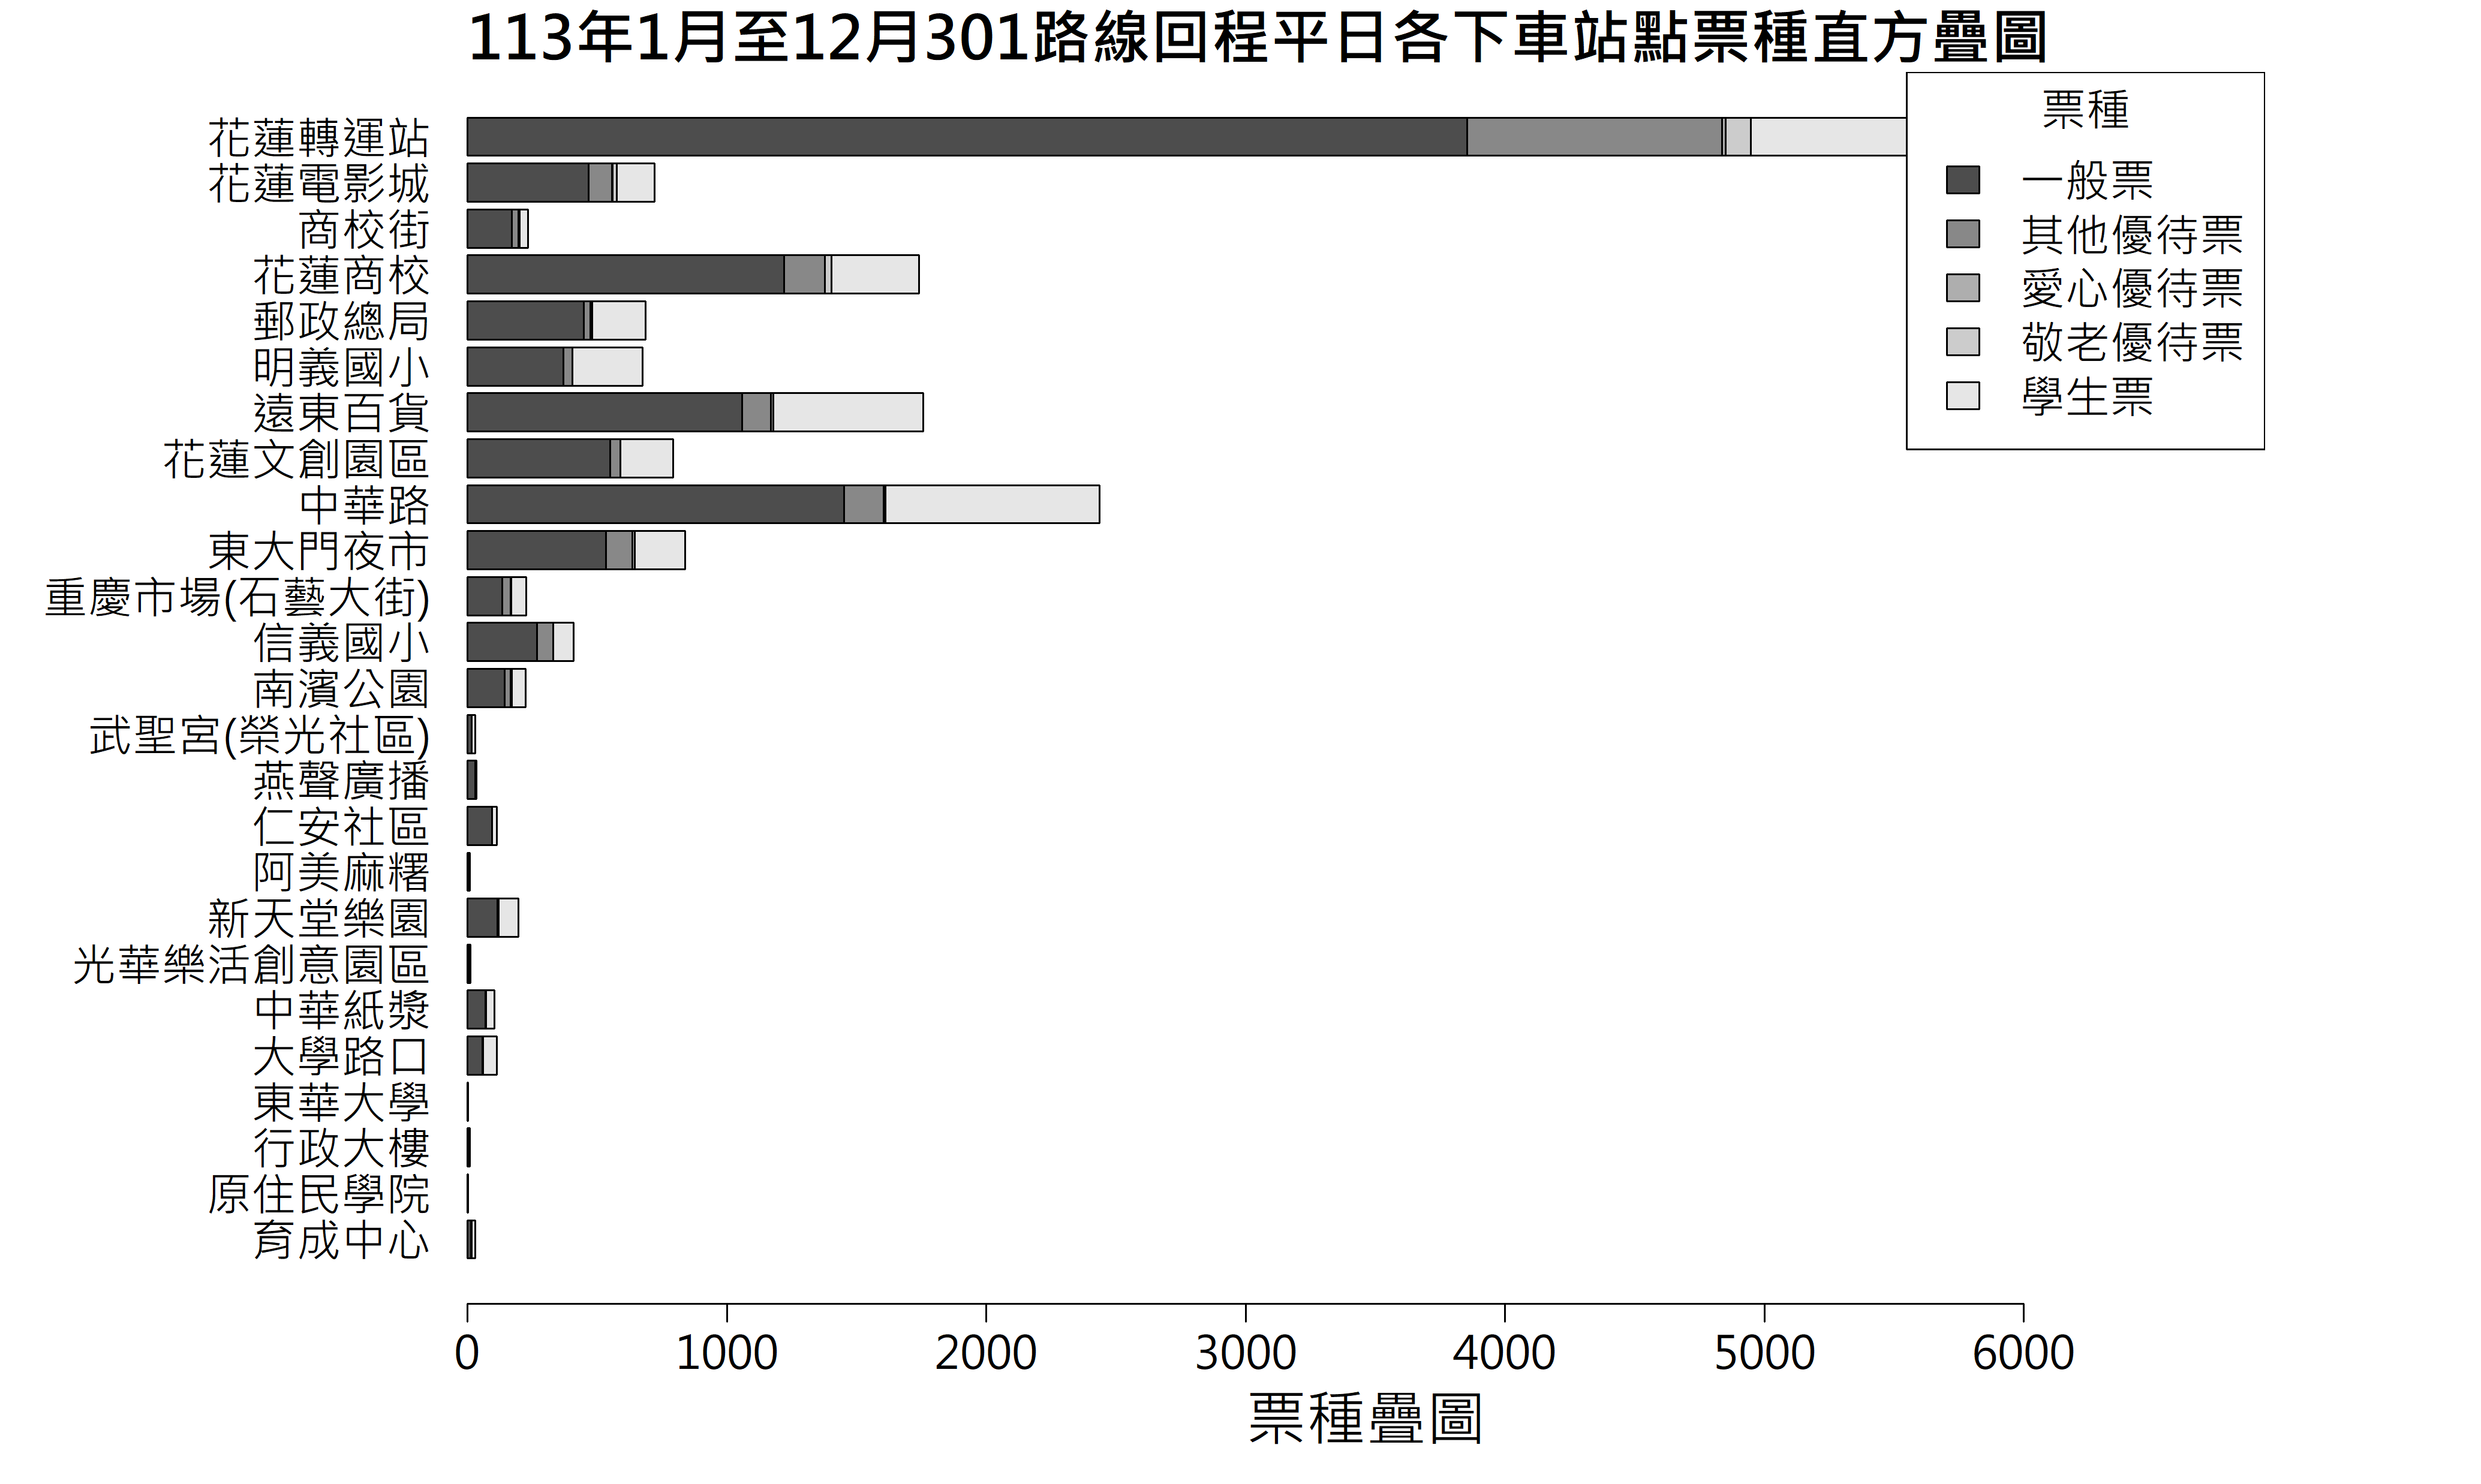 113年1月至12月301路線回程平日各下車站點票種直方疊圖
票種
一般票
其他優待票
愛心優待票
敬老優待票
學生票
花蓮轉運站
花蓮電影城
商校街
花蓮商校
郵政總局
明義國小
遠東百貨
花蓮文創園區
中華路
東大門夜市
重慶市場(石藝大街)
信義國小
南濱公園
武聖宮(榮光社區)
燕聲廣播
仁安社區
阿美麻糬
新天堂樂園
光華樂活創意園區
中華紙漿
大學路口
東華大學
行政大樓
原住民學院
育成中心
0 1000 2000 3000 4000 5000 6000
票種疊圖